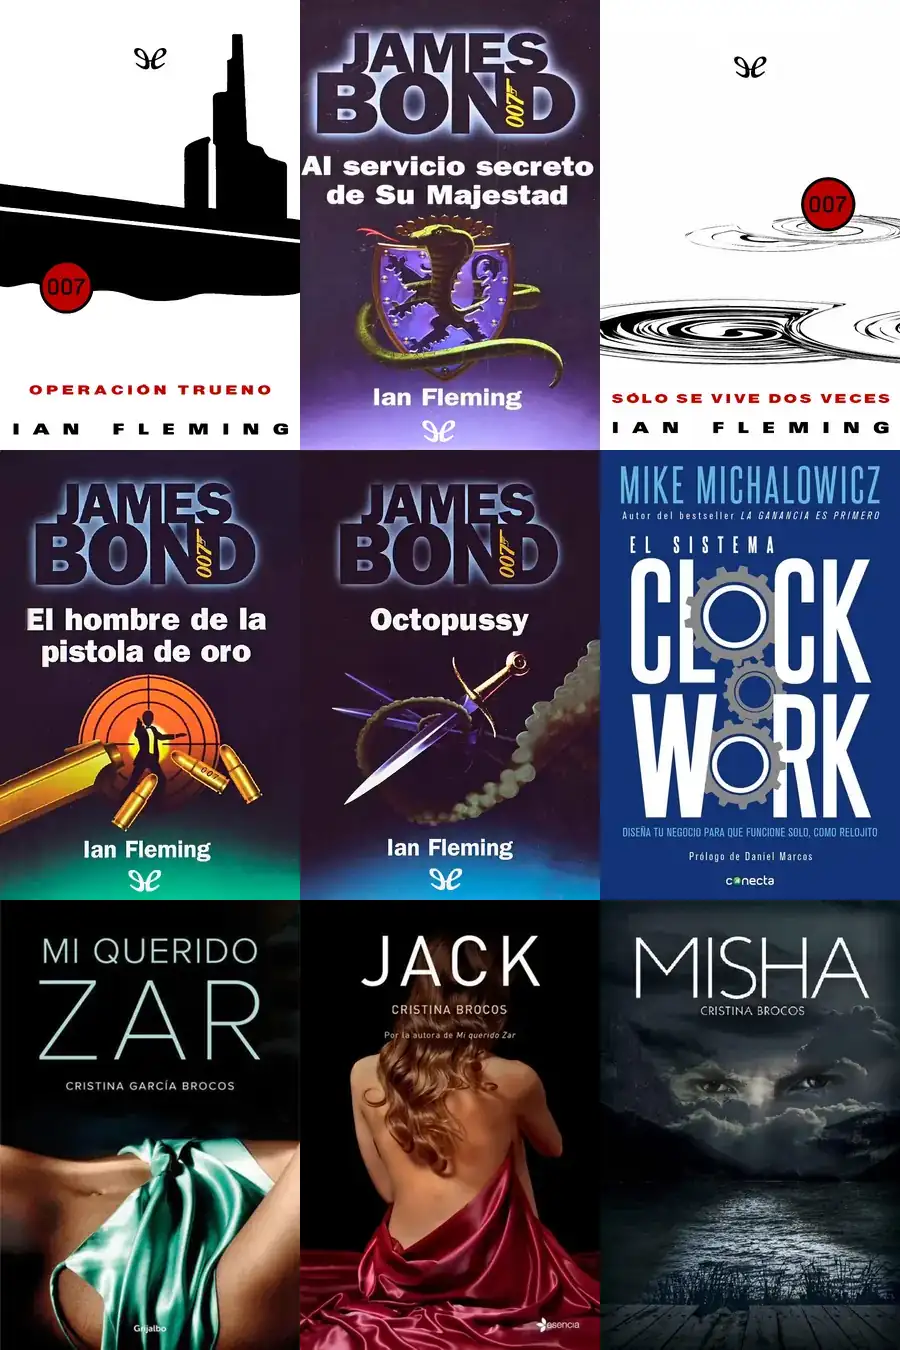 007
OPERACIÓN TRUENO
IAN FLEMING
JAMES
BOND
007
Al servicio secreto
de Su Majestad
Ian Fleming
007
SÓLO SE VIVE DOS VECES
IAN FLEMING
JAMES
BOND
007
El hombre de la
pistola de oro
007
Ian Fleming
JAMES
BOND
007
Octopussy
Ian Fleming
MIKE MICHALOWICZ
Autor del bestseller LA GANANCIA ES PRIMERO
EL SISTEMA
CLOCK
WORK
DISEÑA TU NEGOCIO PARA QUE FUNCIONE SOLO, COMO RELOJITO
Prólogo de Daniel Marcos
conecta
MI QUERIDO
ZAR
CRISTINA GARCÍA BROCOS
Grijalbo
JACK
CRISTINA BROCOS
Por la autora de Mi querido Zar
esencia
MISHA
CRISTINA BROCOS